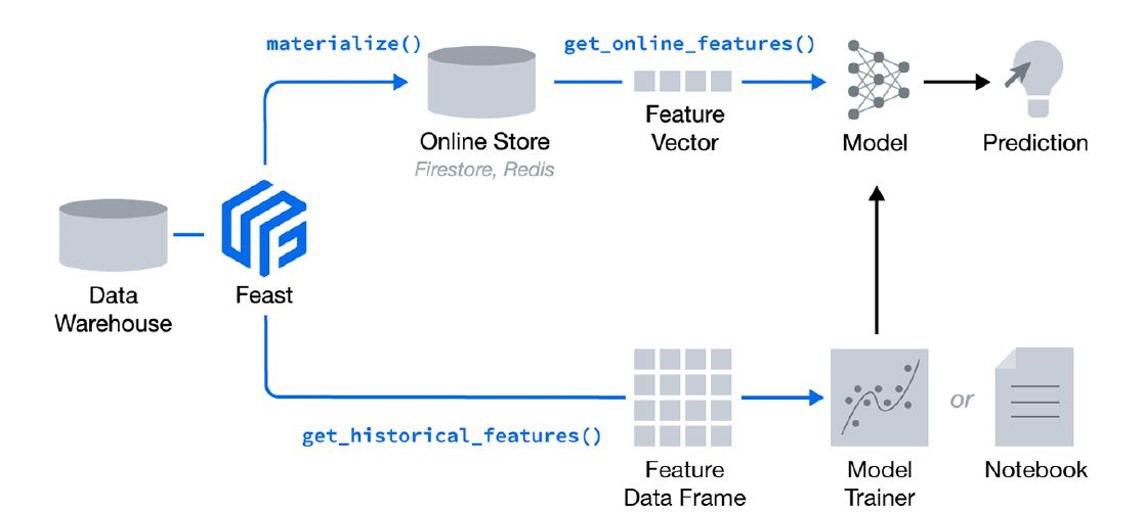 materialize()
get_online_features()
Feature
Vector
Online Store
Firestore, Redis
Model
Prediction
Data
Warehouse
Feast
get_historical_features()
or
Feature
Data Frame
Model
Trainer
Notebook